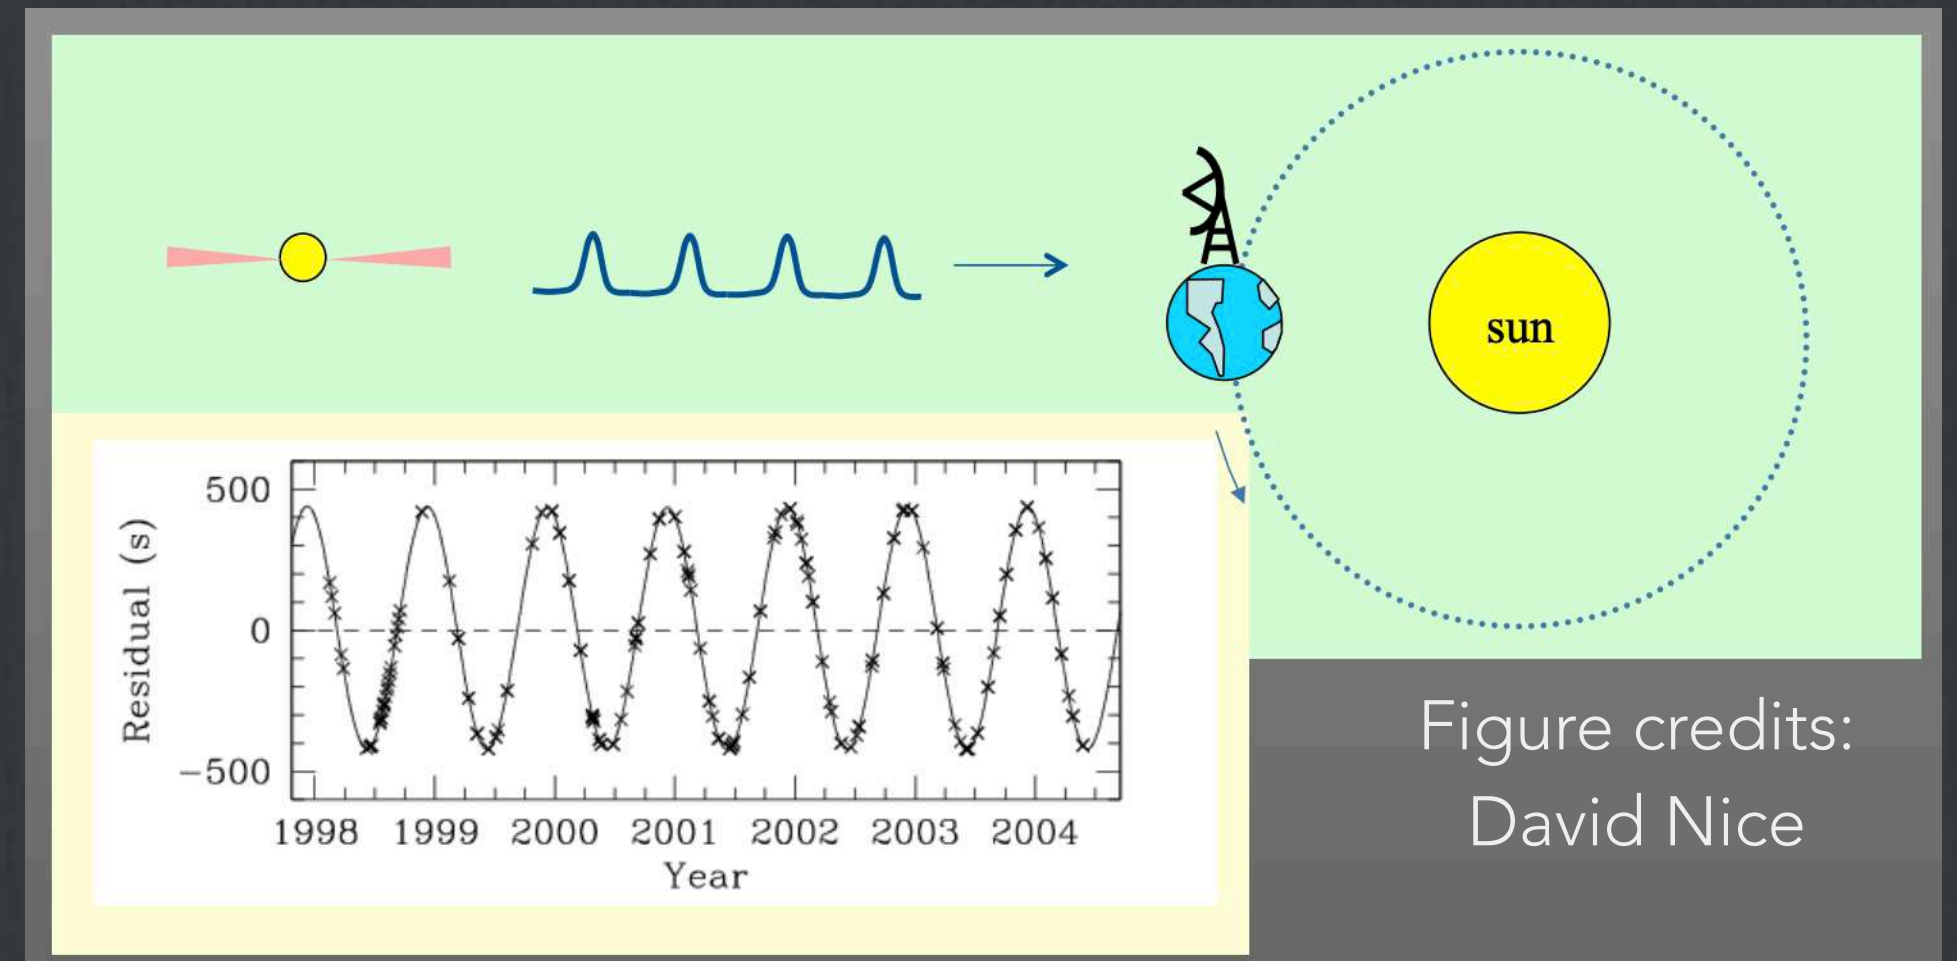 sun
500
0
−500
Residual (s)
1998 1999 2000 2001 2002 2003 2004
Year
Figure credits:
David Nice